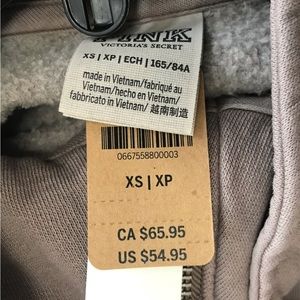 PINK
VICTORIA'S SECRET
XS | XP | ECH | 165/84A
made in Vietnam/fabriqué au
Vietnam/hecho en Vietnam/
fabbricato in Vietnam/ 越南制造
0667558800003
XS | XP
CA $65.95
US $54.95